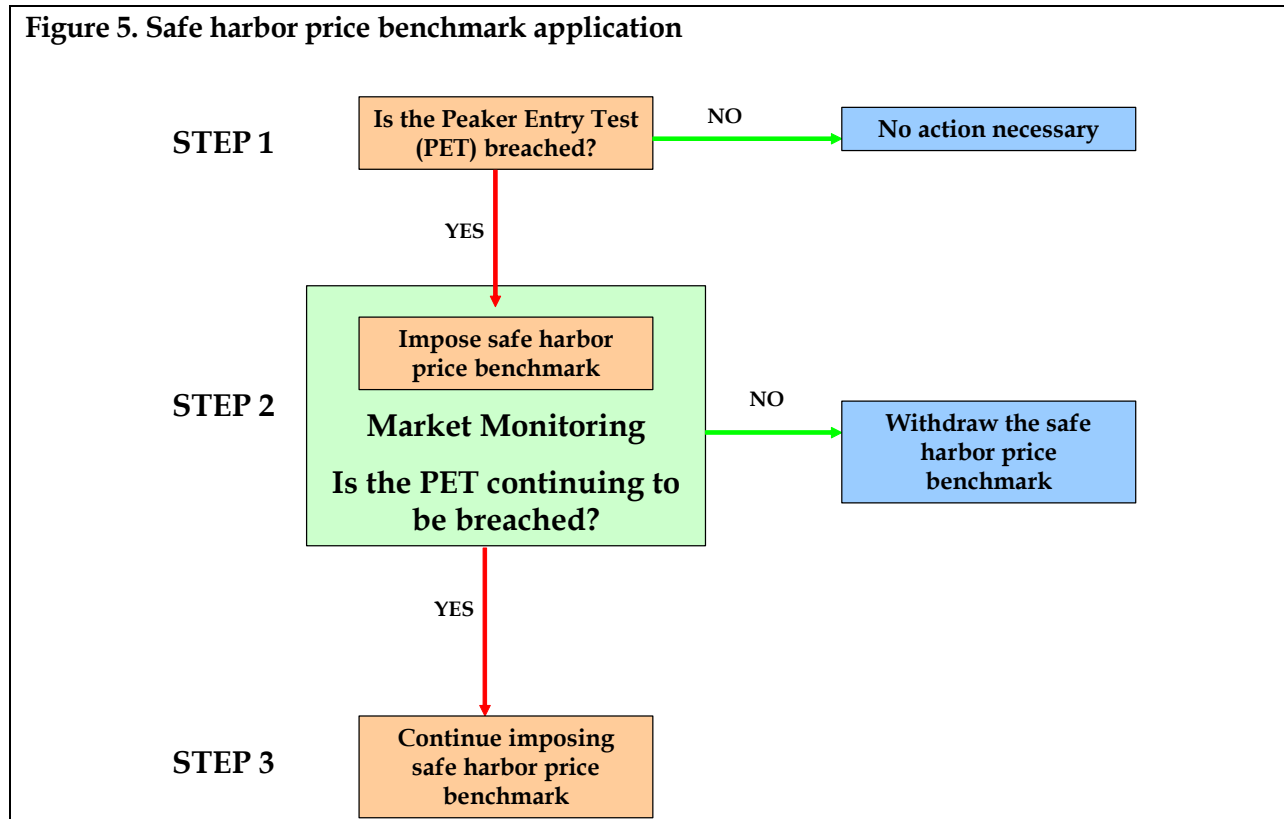 Figure 5. Safe harbor price benchmark application
STEP 1
Is the Peaker Entry Test
(PET) breached?
NO
No action necessary
YES
STEP 2
Impose safe harbor
price benchmark
Market Monitoring
Is the PET continuing to
be breached?
NO
Withdraw the safe
harbor price
benchmark
YES
STEP 3
Continue imposing
safe harbor price
benchmark